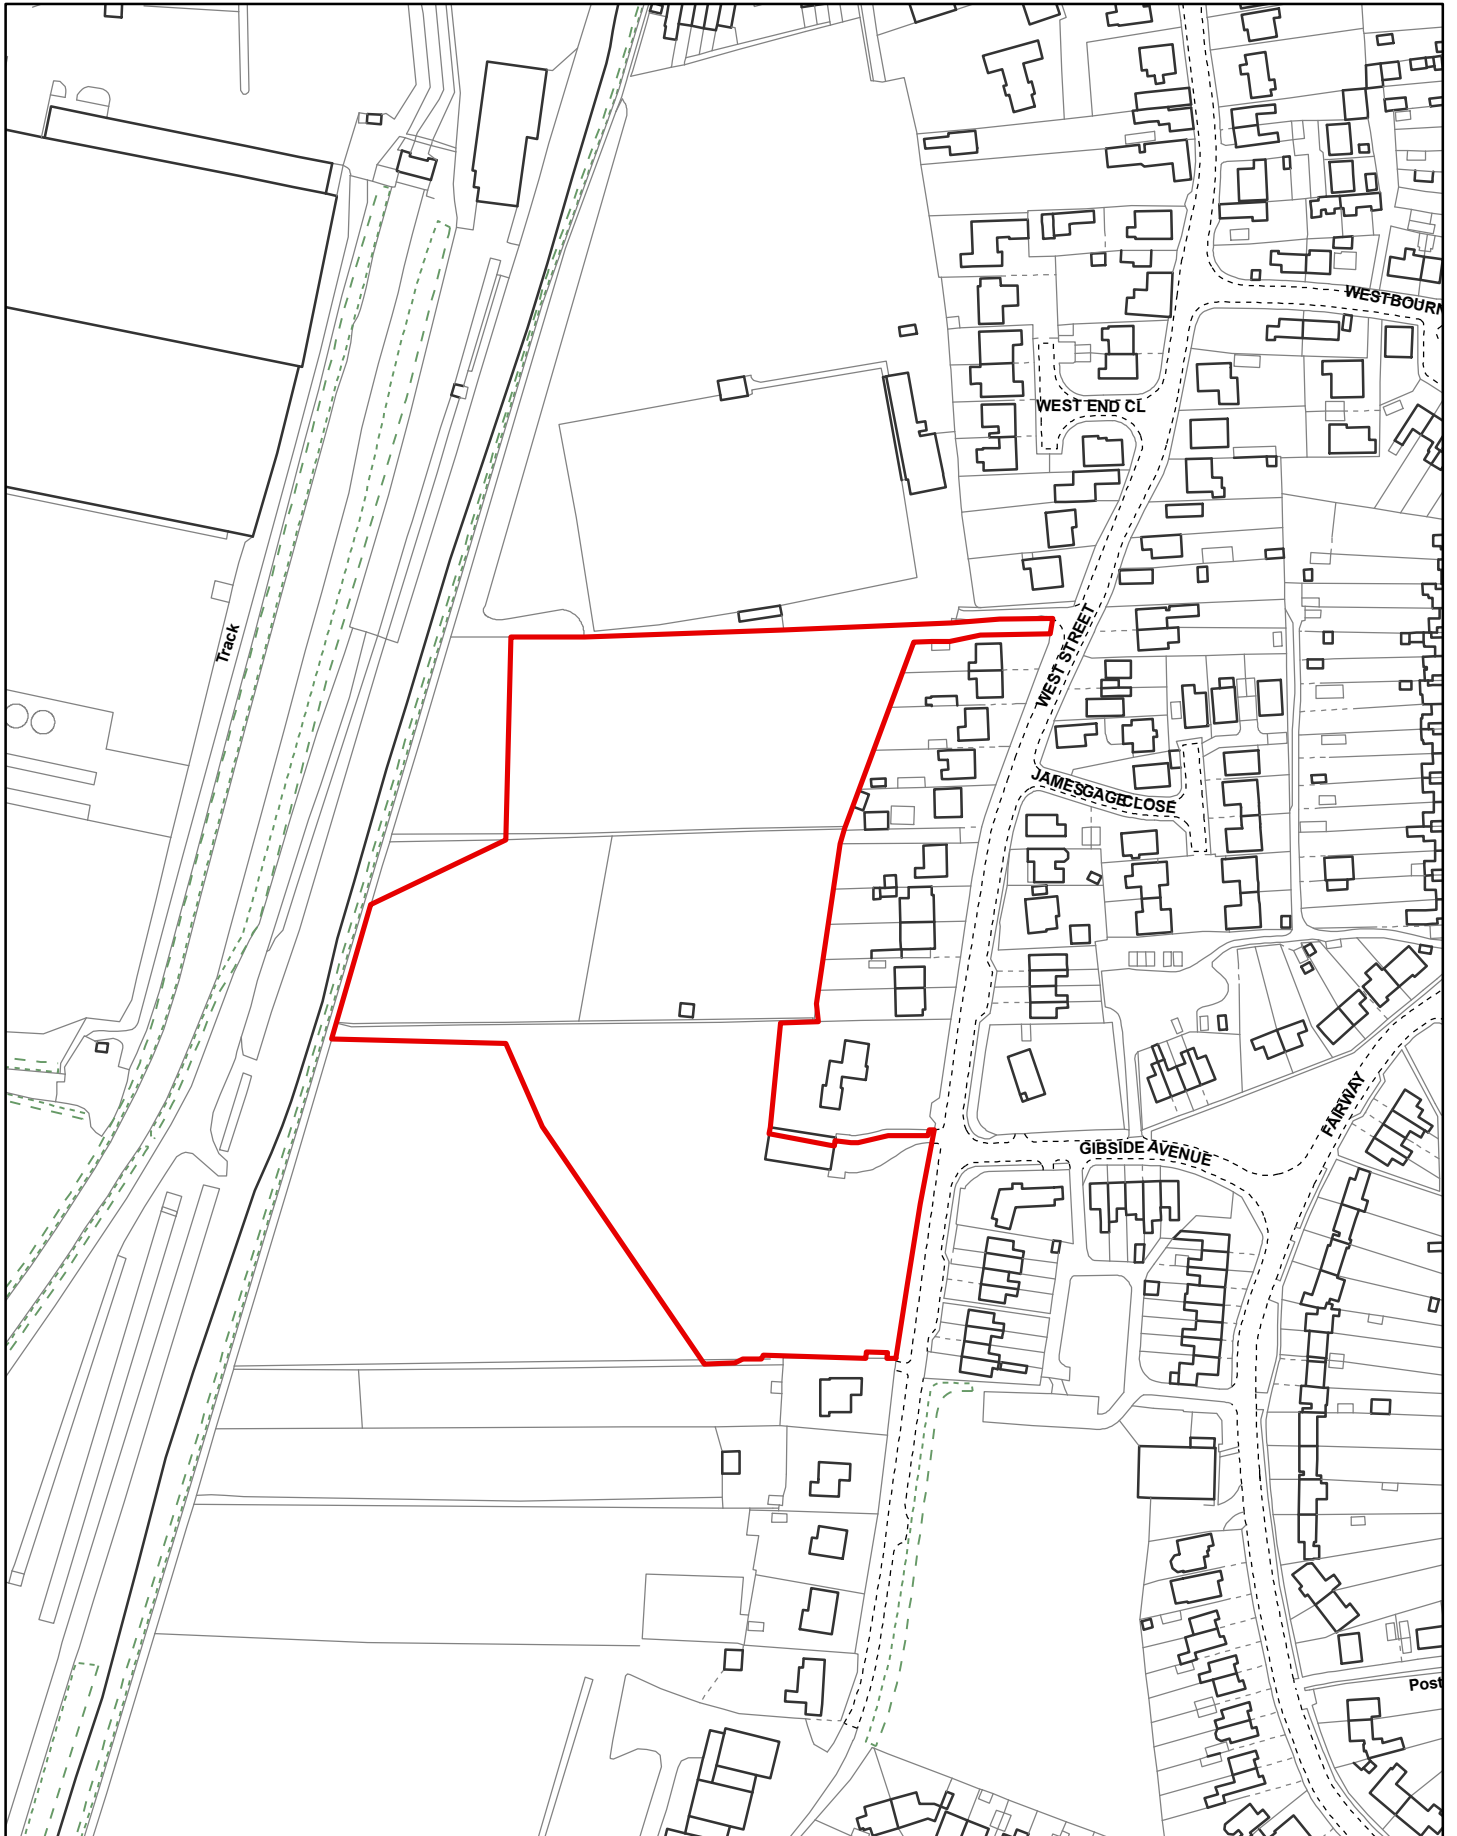 WESTBOURN
WEST END CL
WEST STREET
Track
JAMES GAGE CLOSE
FAIRWAY
GIBSIDE AVENUE
Post